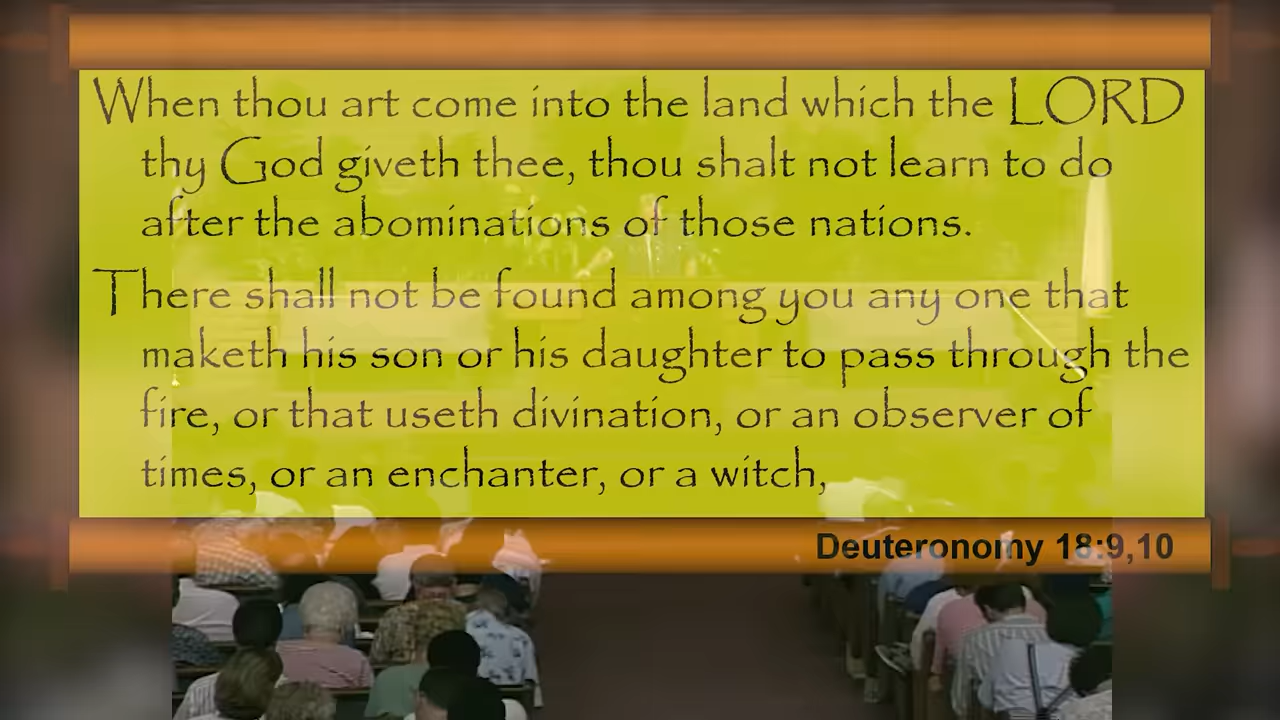 When thou art come into the land which the LORD
thy God giveth thee, thou shalt not learn to do
after the abominations of those nations.
There shall not be found among you any one that
maketh his son or his daughter to pass through the
fire, or that useth divination, or an observer of
times, or an enchanter, or a witch,
Deuteronomy 18:9,10